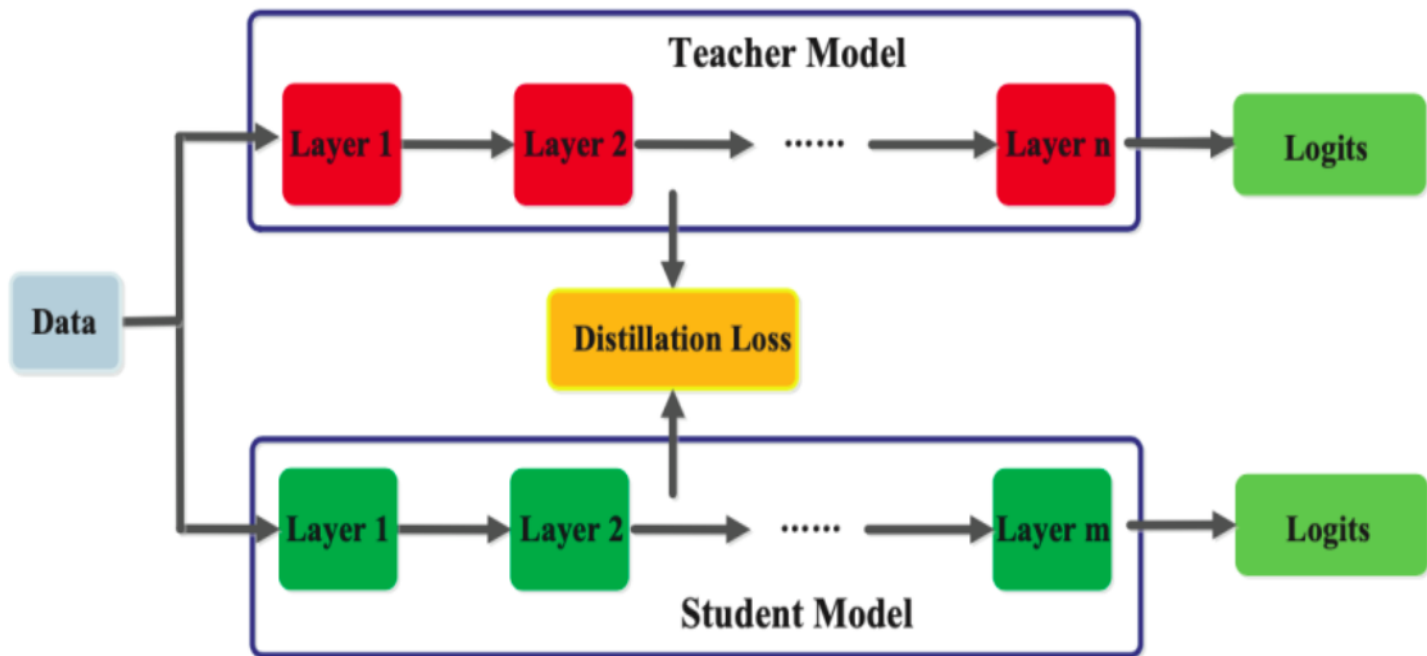 Teacher Model
Layer 1
Layer 2
......
Layer n
Logits
Data
Distillation Loss
Layer 1
Layer 2
......
Layer m
Logits
Student Model